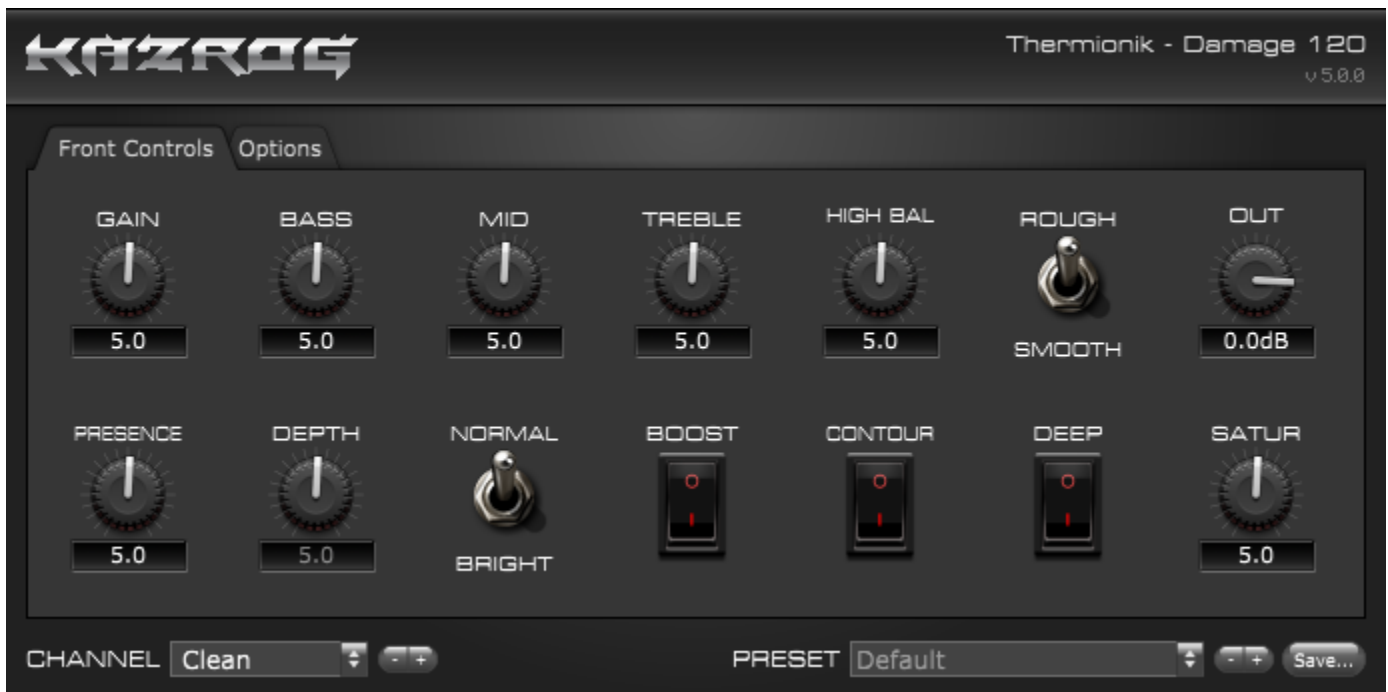 KAZROG
Thermionik - Damage 120
v 5.0.0
Front Controls Options
GAIN BASS MID TREBLE HIGH BAL ROUGH OUT
5.0 5.0 5.0 5.0 5.0 SMOOTH 0.0dB
PRESENCE DEPTH NORMAL BOOST CONTOUR DEEP SATUR
O O O
I I I
5.0 5.0 BRIGHT 5.0
CHANNEL Clean - + PRESET Default - + Save...